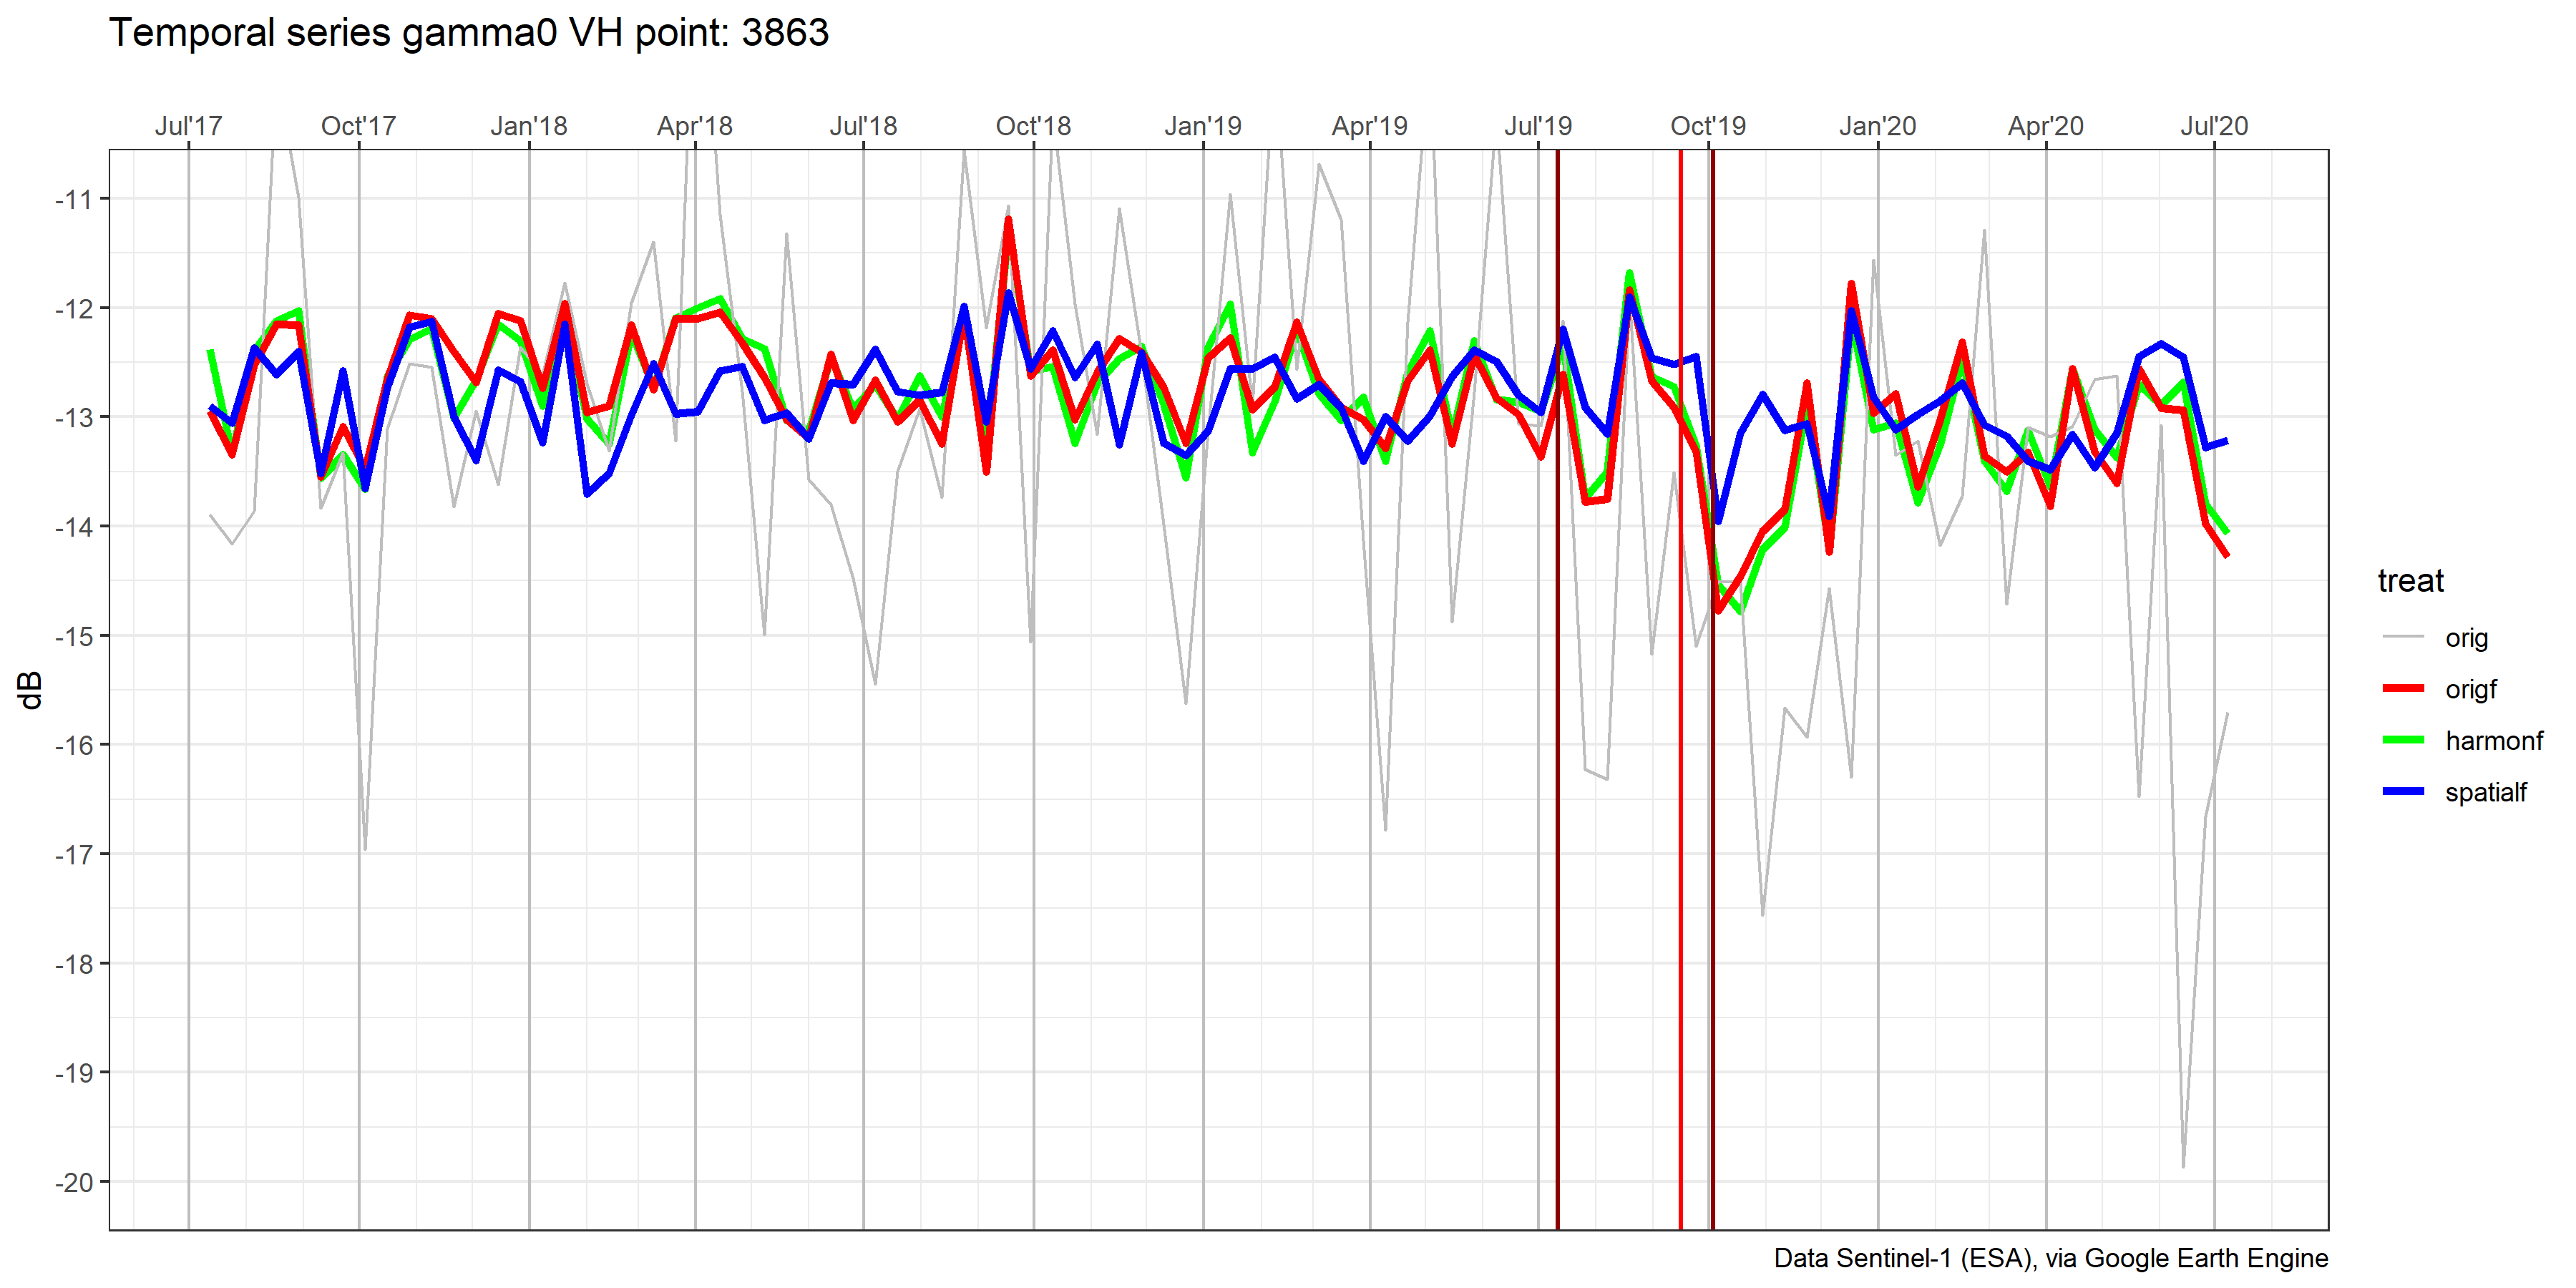 Temporal series gamma0 VH point: 3863
Jul'17 Oct'17 Jan'18 Apr'18 Jul'18 Oct'18 Jan'19 Apr'19 Jul'19 Oct'19 Jan'20 Apr'20 Jul'20
-11
-12
-13
-14
-15
-16
-17
-18
-19
-20
dB
treat
orig
origf
harmonf
spatialf
Data Sentinel-1 (ESA), via Google Earth Engine